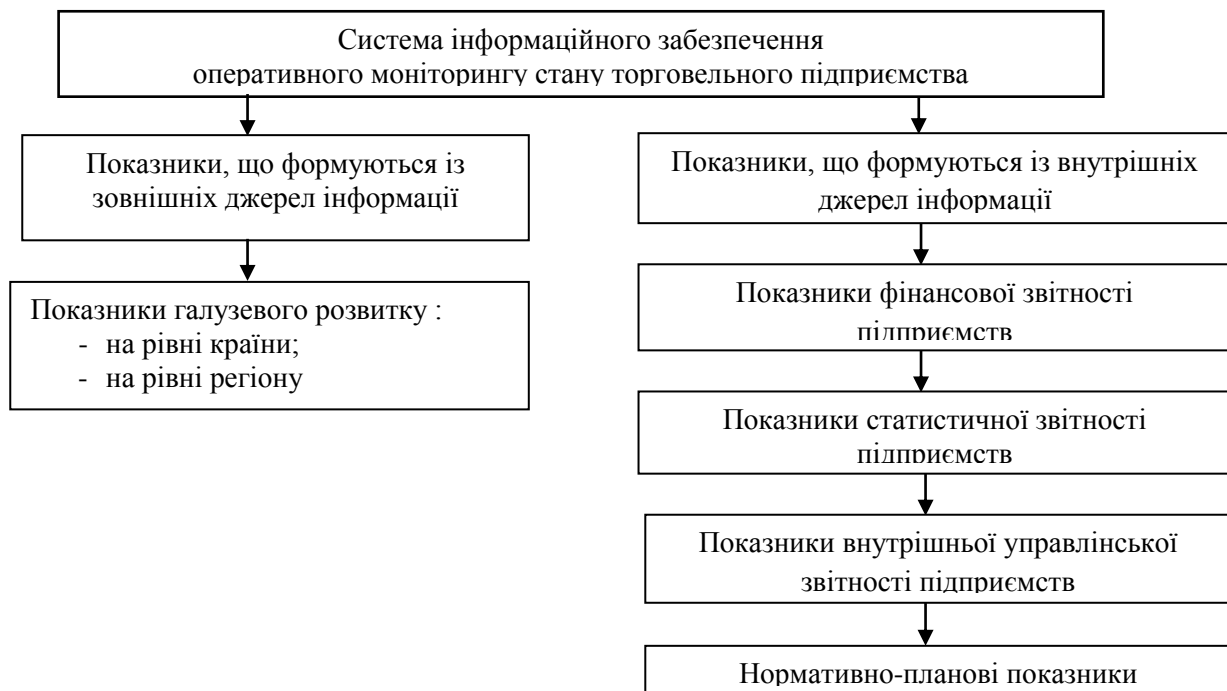 Система інформаційного забезпечення
оперативного моніторингу стану торговельного підприємства
Показники, що формуються із
зовнішніх джерел інформації
Показники галузевого розвитку :
- на рівні країни;
- на рівні регіону
Показники, що формуються із внутрішніх
джерел інформації
Показники фінансової звітності
підприємств
Показники статистичної звітності
підприємств
Показники внутрішньої управлінської
звітності підприємств
Нормативно-планові показники